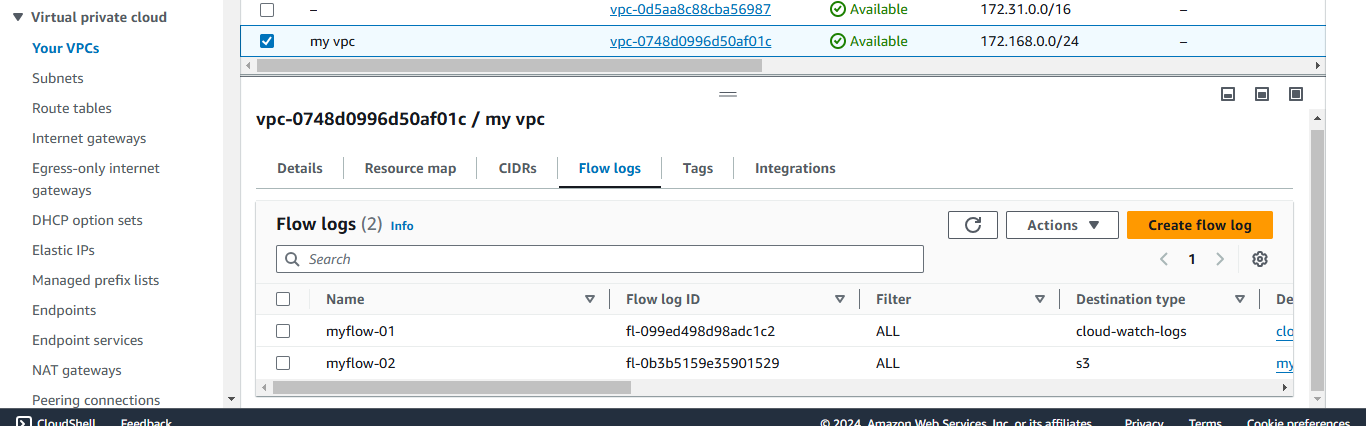 Virtual private cloud
Your VPCs
Subnets
Route tables
Internet gateways
Egress-only internet
gateways
DHCP option sets
Elastic IPs
Managed prefix lists
Endpoints
Endpoint services
NAT gateways
Peering connections
– vpc-0d5aa8c88cba56987 Available 172.31.0.0/16 –
my vpc vpc-0748d0996d50af01c Available 172.168.0.0/24 –
vpc-0748d0996d50af01c / my vpc
Details Resource map CIDRs Flow logs Tags Integrations
Flow logs (2) Info Actions Create flow log
Search 1
Name Flow log ID Filter Destination type De
myflow-01 fl-099ed498d98adc1c2 ALL cloud-watch-logs clo
myflow-02 fl-0b3b5159e35901529 ALL s3 my
CloudShell Feedback © 2024, Amazon Web Services, Inc. or its affiliates. Privacy Terms Cookie preferences